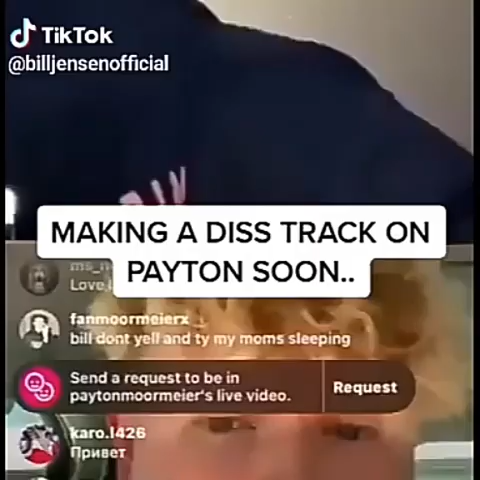 TikTok
@billjensenofficial
MAKING A DISS TRACK ON
PAYTON SOON..
Love
fanmoormeierx
bill dont yell and ty my moms sleeping
Send a request to be in
paytonmoormeier's live video.
Request
karo.1426
Привет